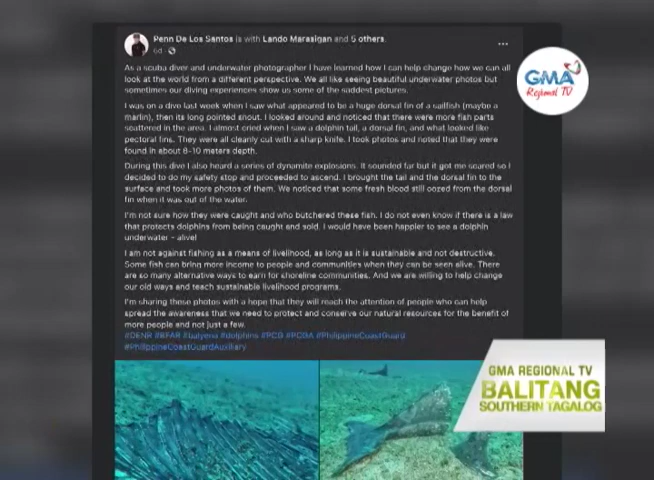 Penn De Los Santos is with Lando Marasigan and 5 others.
6d
As a scuba diver and underwater photographer I have learned how I can help change how we can all
look at the world from a different perspective. We all like seeing beautiful underwater photos but
sometimes our diving experiences show us some of the saddest pictures.
I was on a dive last week when I saw what appeared to be a huge dorsal fin of a sailfish (maybe a
marlin), then its long pointed snout. I looked around and noticed that there were more fish parts
scattered in the area. I almost cried when I saw a dolphin tail, a dorsal fin, and what looked like
pectoral fins. They were all cleanly cut with a sharp knife. I took photos and noted that they were
found in about 8-10 meters depth.
During this dive I also heard a series of dynamite explosions. It sounded far but it got me scared so I
decided to do my safety stop and proceeded to ascend. I brought the tail and the dorsal fin to the
surface and took more photos of them. We noticed that some fresh blood still oozed from the dorsal
fin when it was out of the water.
I'm not sure how they were caught and who butchered these fish. I do not even know if there is a law
that protects dolphins from being caught and sold. I would have been happier to see a dolphin
underwater - alive!
I am not against fishing as a means of livelihood, as long as it is sustainable and not destructive.
Some fish can bring more income to people and communities when they can be seen alive. There
are so many alternative ways to earn for shoreline communities. And we are willing to help change
our old ways and teach sustainable livelihood programs.
I'm sharing these photos with a hope that they will reach the attention of people who can help
spread the awareness that we need to protect and conserve our natural resources for the benefit of
more people and not just a few.
#DENR #BFAR #balyena #dolphins #PCG #PCGA #PhilippineCoastGuard
#PhilippineCoastGuardAuxiliary
GMA
Regional TV
GMA REGIONAL TV
BALITANG
SOUTHERN TAGALOG